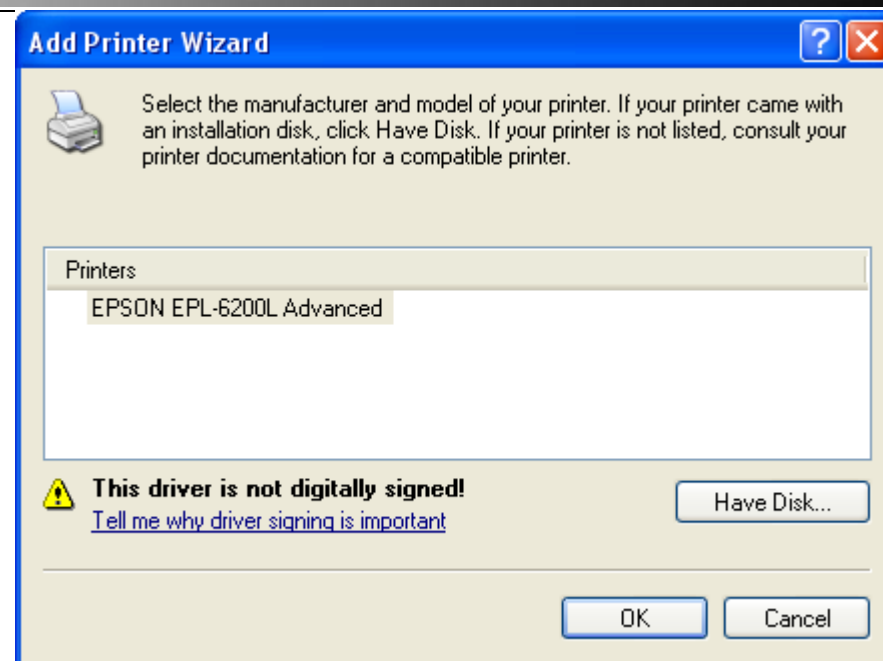 Add Printer Wizard
Select the manufacturer and model of your printer. If your printer came with
an installation disk, click Have Disk. If your printer is not listed, consult your
printer documentation for a compatible printer.
Printers
EPSON EPL-6200L Advanced
This driver is not digitally signed!
Tell me why driver signing is important
Have Disk...
OK
Cancel